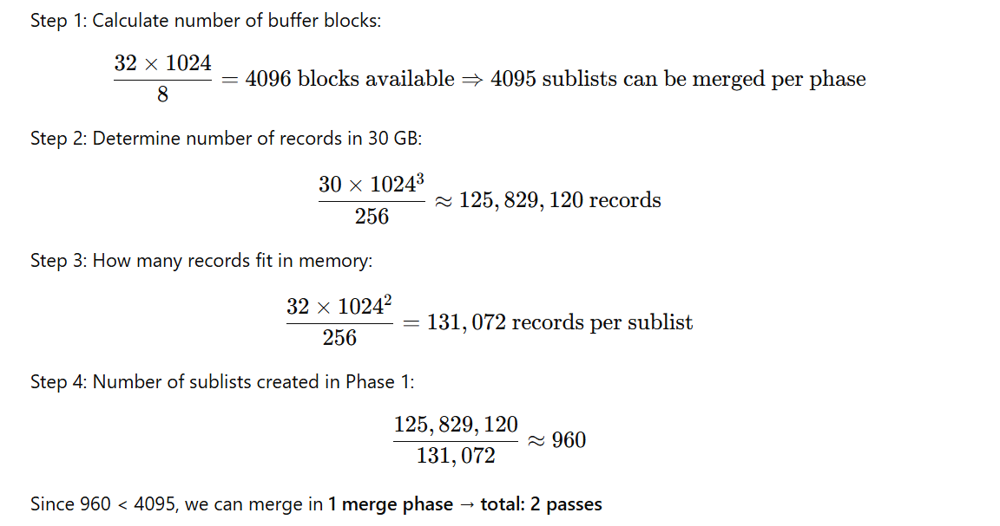 Step 1: Calculate number of buffer blocks:
32 × 1024
8
= 4096 blocks available ⇒ 4095 sublists can be merged per phase
Step 2: Determine number of records in 30 GB:
30 × 1024³
256
≈ 125,829,120 records
Step 3: How many records fit in memory:
32 × 1024²
256
= 131,072 records per sublist
Step 4: Number of sublists created in Phase 1:
125,829,120
131,072
≈ 960
Since 960 < 4095, we can merge in 1 merge phase → total: 2 passes